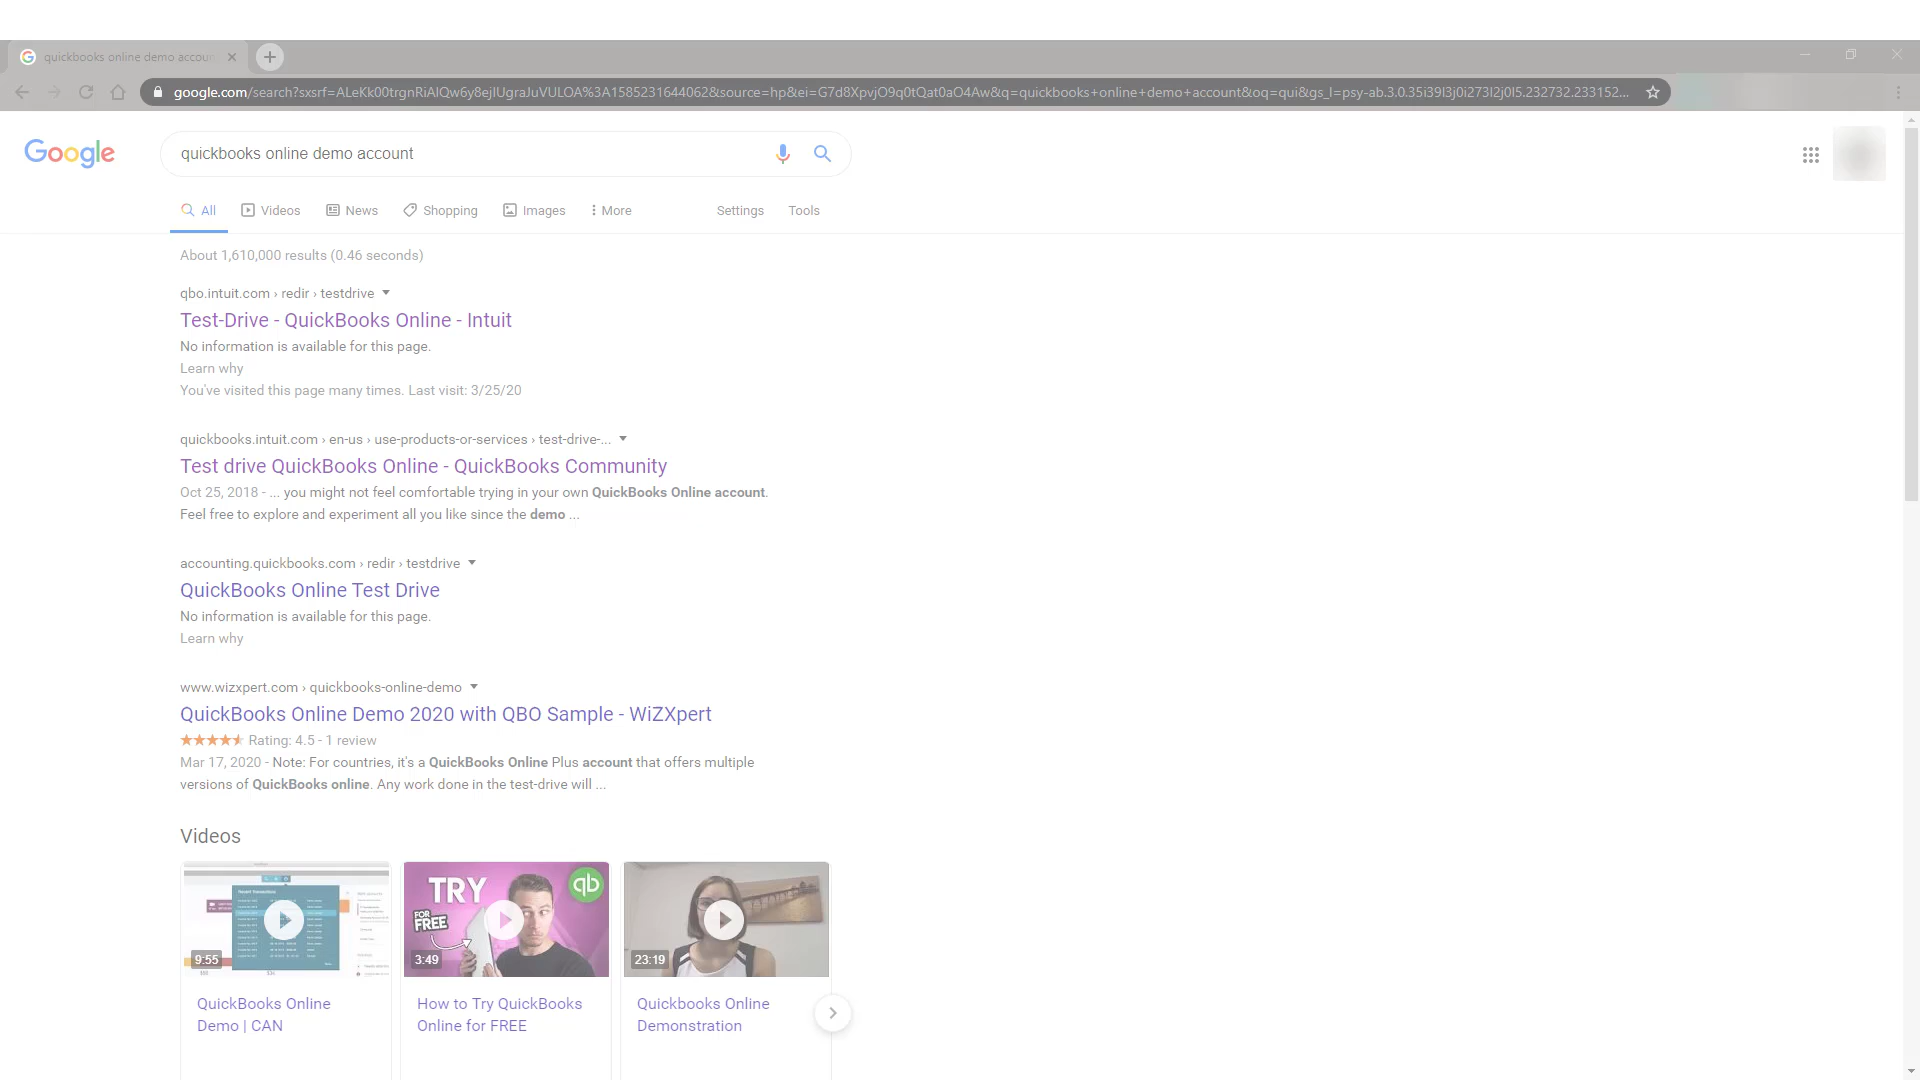 quickbooks online demo accoun
google.com/search?sxsrf=ALeKk00trgnRiAlQw6y8ejIUgraJuVULOA%3A1585231644062&source=hp&ei=G7d8XpvjO9q0tQat0aO4Aw&q=quickbooks+online+demo+account&oq=qui&gs_l=psy-ab.3.0.35i39l3j0i273l2j0l5.232732.233152...
Google
quickbooks online demo account
All Videos News Shopping Images More Settings Tools
About 1,610,000 results (0.46 seconds)
qbo.intuit.com › redir › testdrive
Test-Drive - QuickBooks Online - Intuit
No information is available for this page.
Learn why
You've visited this page many times. Last visit: 3/25/20
quickbooks.intuit.com › en-us › use-products-or-services › test-drive-...
Test drive QuickBooks Online - QuickBooks Community
Oct 25, 2018 - ... you might not feel comfortable trying in your own QuickBooks Online account.
Feel free to explore and experiment all you like since the demo ...
accounting.quickbooks.com › redir › testdrive
QuickBooks Online Test Drive
No information is available for this page.
Learn why
www.wizxpert.com › quickbooks-online-demo
QuickBooks Online Demo 2020 with QBO Sample - WiZXpert
Rating: 4.5 - 1 review
Mar 17, 2020 - Note: For countries, it's a QuickBooks Online Plus account that offers multiple
versions of QuickBooks online. Any work done in the test-drive will ...
Videos
9:55
TRY
FOR
FREE
qb
3:49
23:19
QuickBooks Online
Demo | CAN
How to Try QuickBooks
Online for FREE
Quickbooks Online
Demonstration